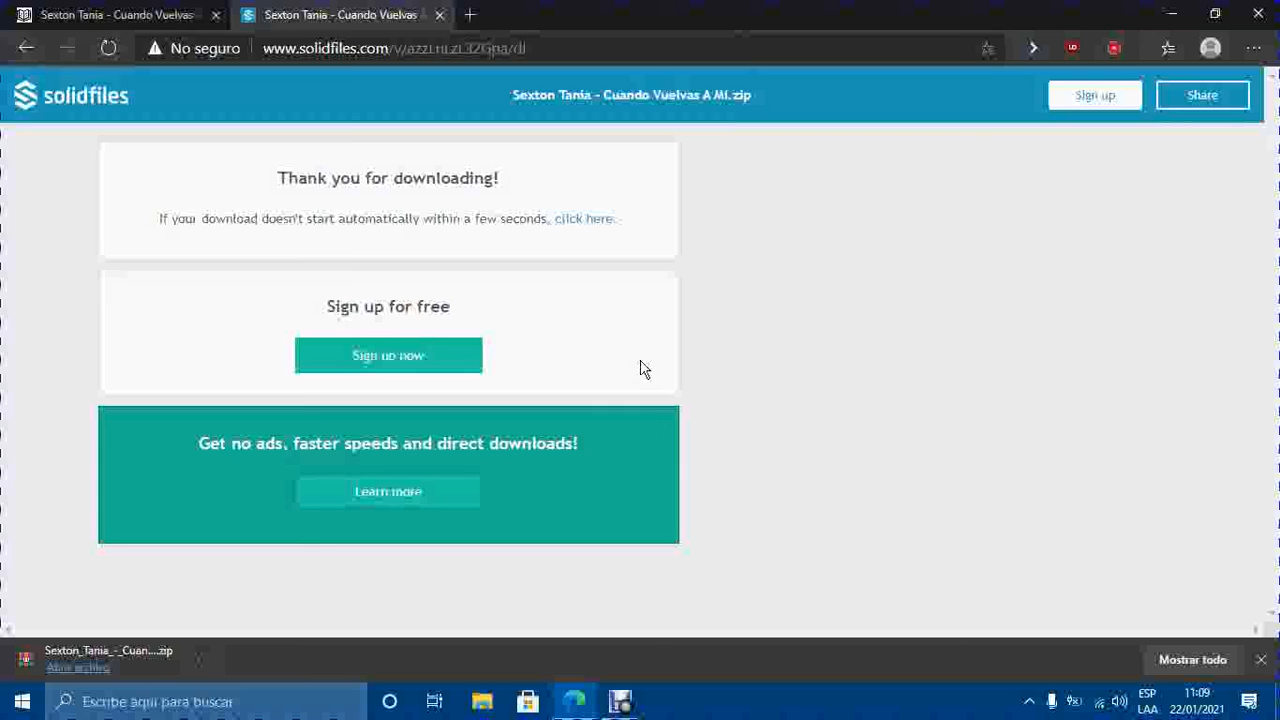 Sexton Tania - Cuando Vuelvas
Sexton Tania - Cuando Vuelvas
No seguro
www.solidfiles.com
solidfiles
Sexton Tania - Cuando Vuelvas A Mi.zip
Sign up
Share
Thank you for downloading!
If your download doesn't start automatically within a few seconds, click here.
Sign up for free
Sign up now
Get no ads, faster speeds and direct downloads!
Learn more
Sexton_Tania_-_Cuan....zip
Abrir archivo
Mostrar todo
Escribe aquí para buscar
ESP
LAA
11:09
22/01/2021